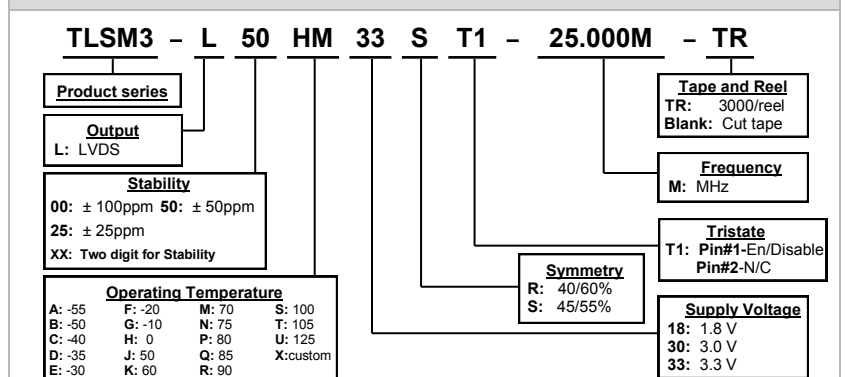 TLSM3 – L 50 HM 33 S T1 – 25.000M – TR
Product series
Output
L: LVDS
Stability
00: ± 100ppm 50: ± 50ppm
25: ± 25ppm
XX: Two digit for Stability
Operating Temperature
A: -55 F: -20 M: 70 S: 100
B: -50 G: -10 N: 75 T: 105
C: -40 H: 0 P: 80 U: 125
D: -35 J: 50 Q: 85 X:custom
E: -30 K: 60 R: 90
Symmetry
R: 40/60%
S: 45/55%
Tape and Reel
TR: 3000/reel
Blank: Cut tape
Frequency
M: MHz
Tristate
T1: Pin#1-En/Disable
Pin#2-N/C
Supply Voltage
18: 1.8 V
30: 3.0 V
33: 3.3 V